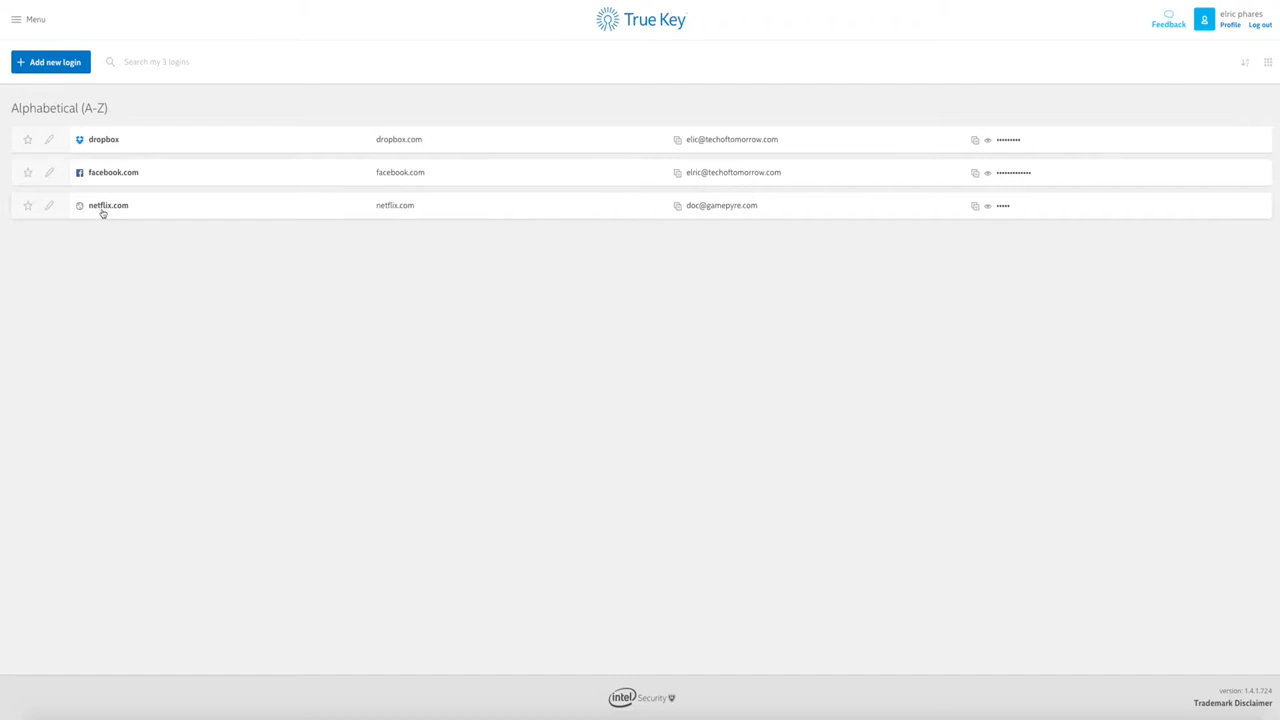 Menu
True Key
Feedback
elric phares
Profile Log out
+ Add new login
Search my 3 logins
Alphabetical (A-Z)
dropbox dropbox.com elic@techoftomorrow.com •••••••••
facebook.com facebook.com elric@techoftomorrow.com •••••••••••••
netflix.com netflix.com doc@gamepyre.com •••••
intel Security
version: 1.4.1.724
Trademark Disclaimer